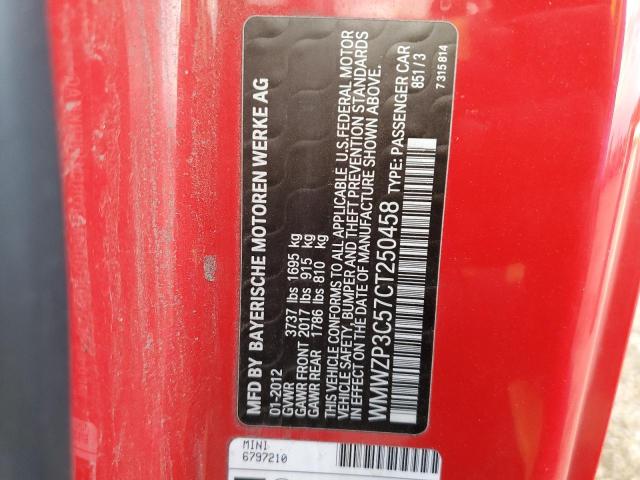 MFD BY BAYERISCHE MOTOREN WERKE AG
01-2012
GVWR 3737 lbs 1695 kg
GAWR FRONT 2017 lbs 915 kg
GAWR REAR 1786 lbs 810 kg
THIS VEHICLE CONFORMS TO ALL APPLICABLE U.S.FEDERAL MOTOR
VEHICLE SAFETY, BUMPER AND THEFT PREVENTION STANDARDS
IN EFFECT ON THE DATE OF MANUFACTURE SHOWN ABOVE.
WMWZP3C57CT250458 TYPE: PASSENGER CAR
851/3
7 315 814
MINI
6797210